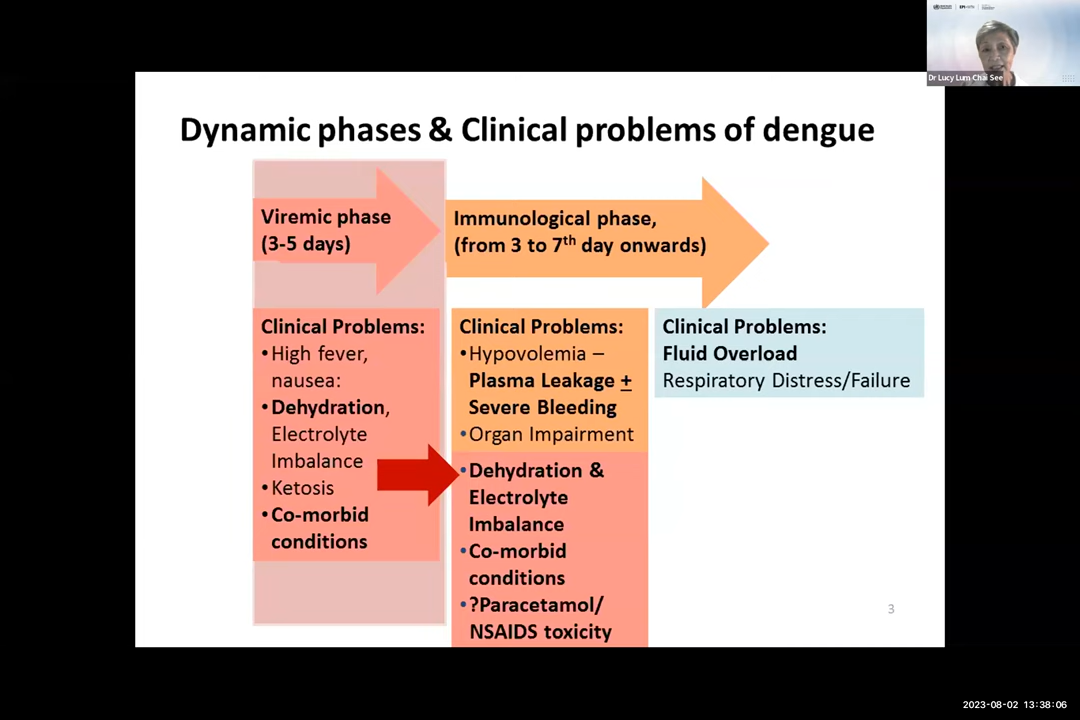 Dr Lucy Lum Chai See
Dynamic phases & Clinical problems of dengue
Viremic phase
(3-5 days)
Immunological phase,
(from 3 to 7th day onwards)
Clinical Problems:
•High fever,
nausea:
•Dehydration,
Electrolyte
Imbalance
•Ketosis
•Co-morbid
conditions
Clinical Problems:
•Hypovolemia –
Plasma Leakage ±
Severe Bleeding
•Organ Impairment
•Dehydration &
Electrolyte
Imbalance
•Co-morbid
conditions
•?Paracetamol/
NSAIDS toxicity
Clinical Problems:
Fluid Overload
Respiratory Distress/Failure
3
2023-08-02 13:38:06